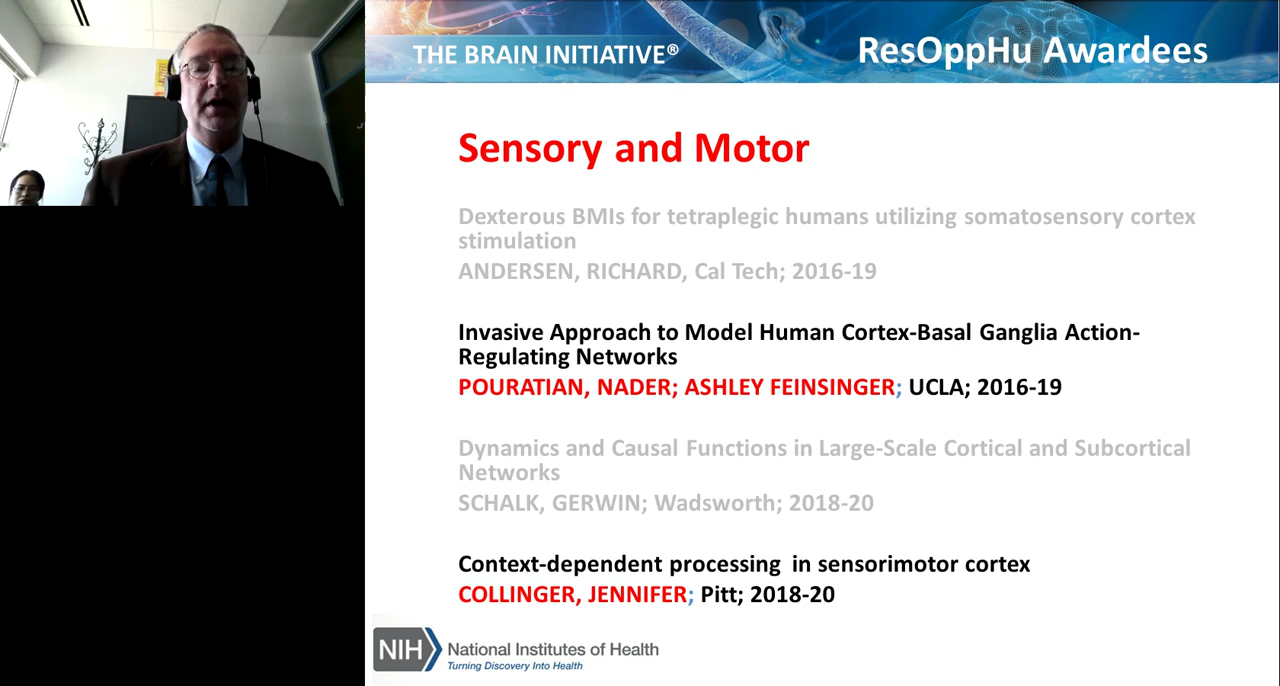 THE BRAIN INITIATIVE®
ResOppHu Awardees
Sensory and Motor
Dexterous BMIs for tetraplegic humans utilizing somatosensory cortex
stimulation
ANDERSEN, RICHARD, Cal Tech; 2016-19
Invasive Approach to Model Human Cortex-Basal Ganglia Action-
Regulating Networks
POURATIAN, NADER; ASHLEY FEINSINGER; UCLA; 2016-19
Dynamics and Causal Functions in Large-Scale Cortical and Subcortical
Networks
SCHALK, GERWIN; Wadsworth; 2018-20
Context-dependent processing in sensorimotor cortex
COLLINGER, JENNIFER; Pitt; 2018-20
NIH National Institutes of Health
Turning Discovery Into Health